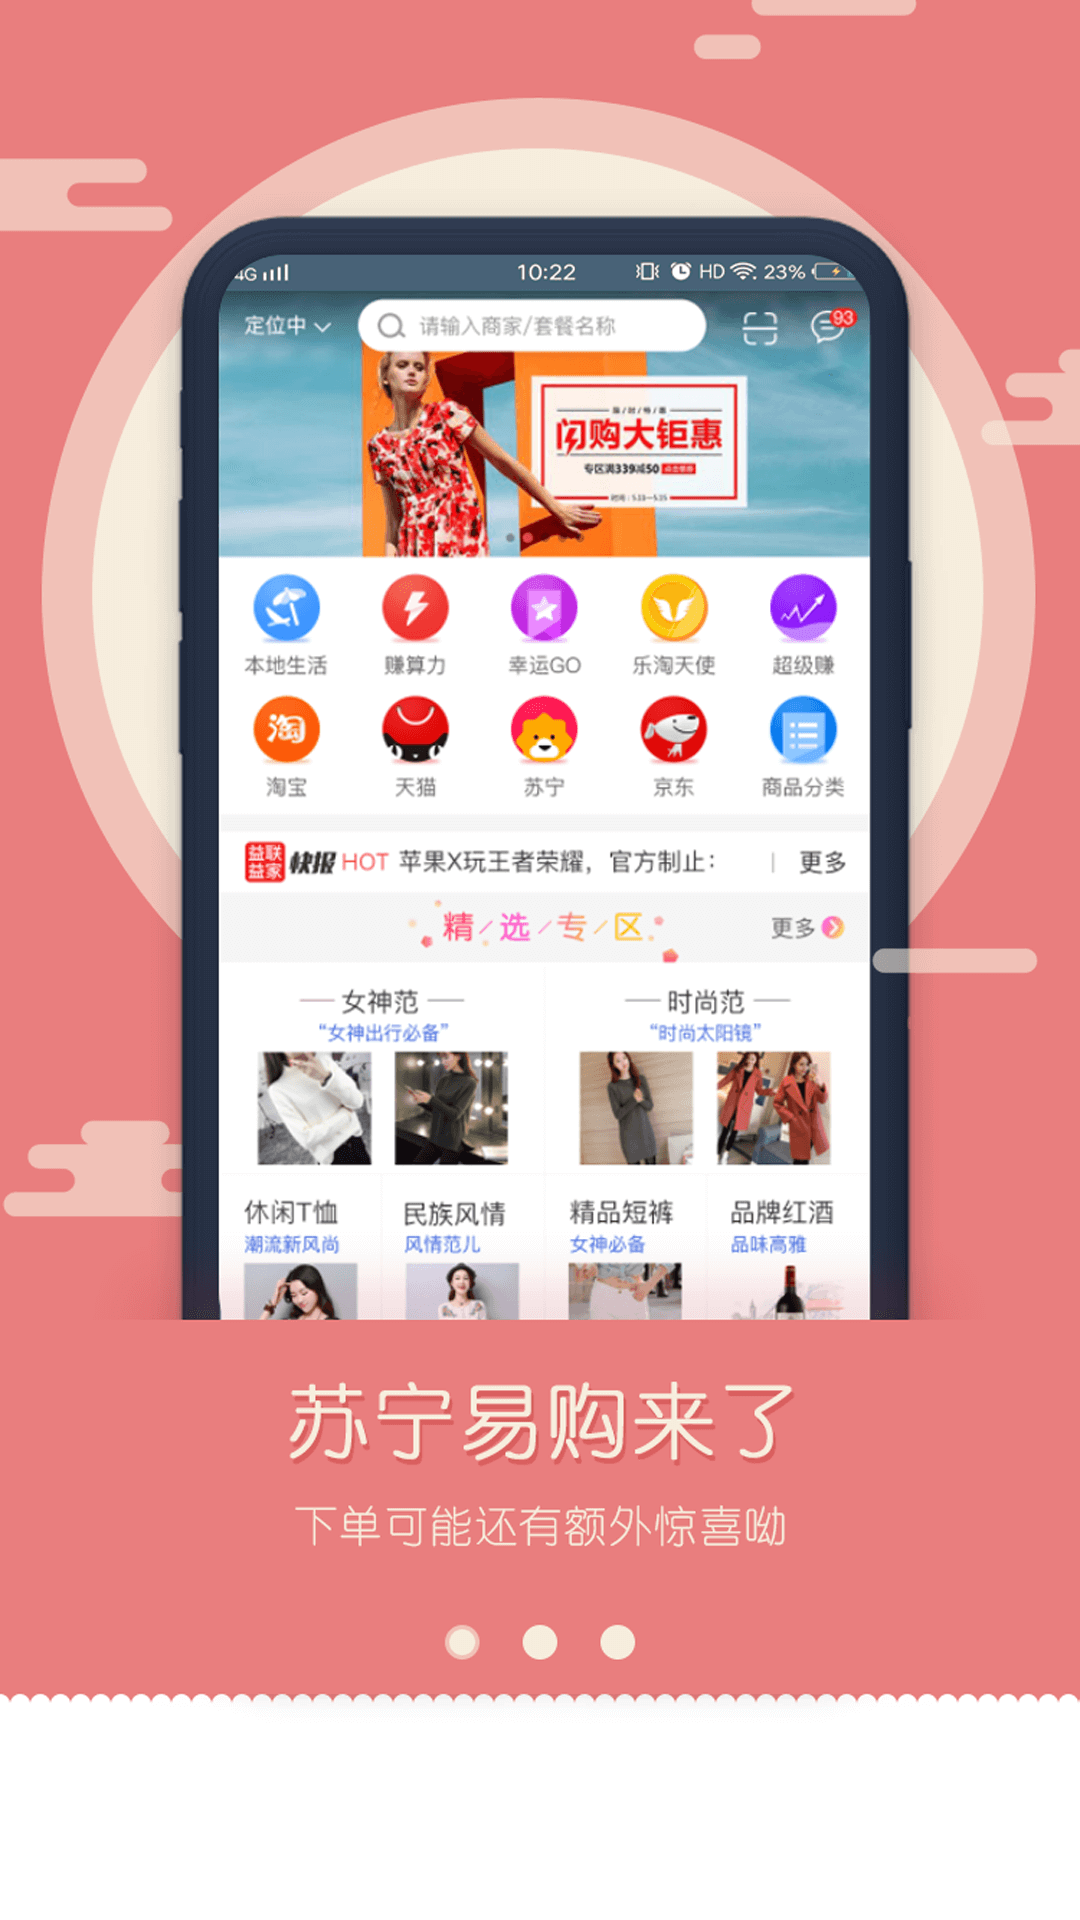 4G 10:22 HD 23%
定位中 请输入商家/套餐名称 93
限/时/特/惠
闪购大钜惠
专区满339减50
本地生活 赚算力 幸运GO 乐淘天使 超级赚
淘
淘宝 天猫 苏宁 京东 商品分类
益联益家 快报 HOT 苹果X玩王者荣耀,官方制止: | 更多
精/选/专/区 更多
女神范 时尚范
“女神出行必备” “时尚太阳镜”
休闲T恤 民族风情 精品短裤 品牌红酒
潮流新风尚 风情范儿 女神必备 品味高雅
苏宁易购来了
下单可能还有额外惊喜呦